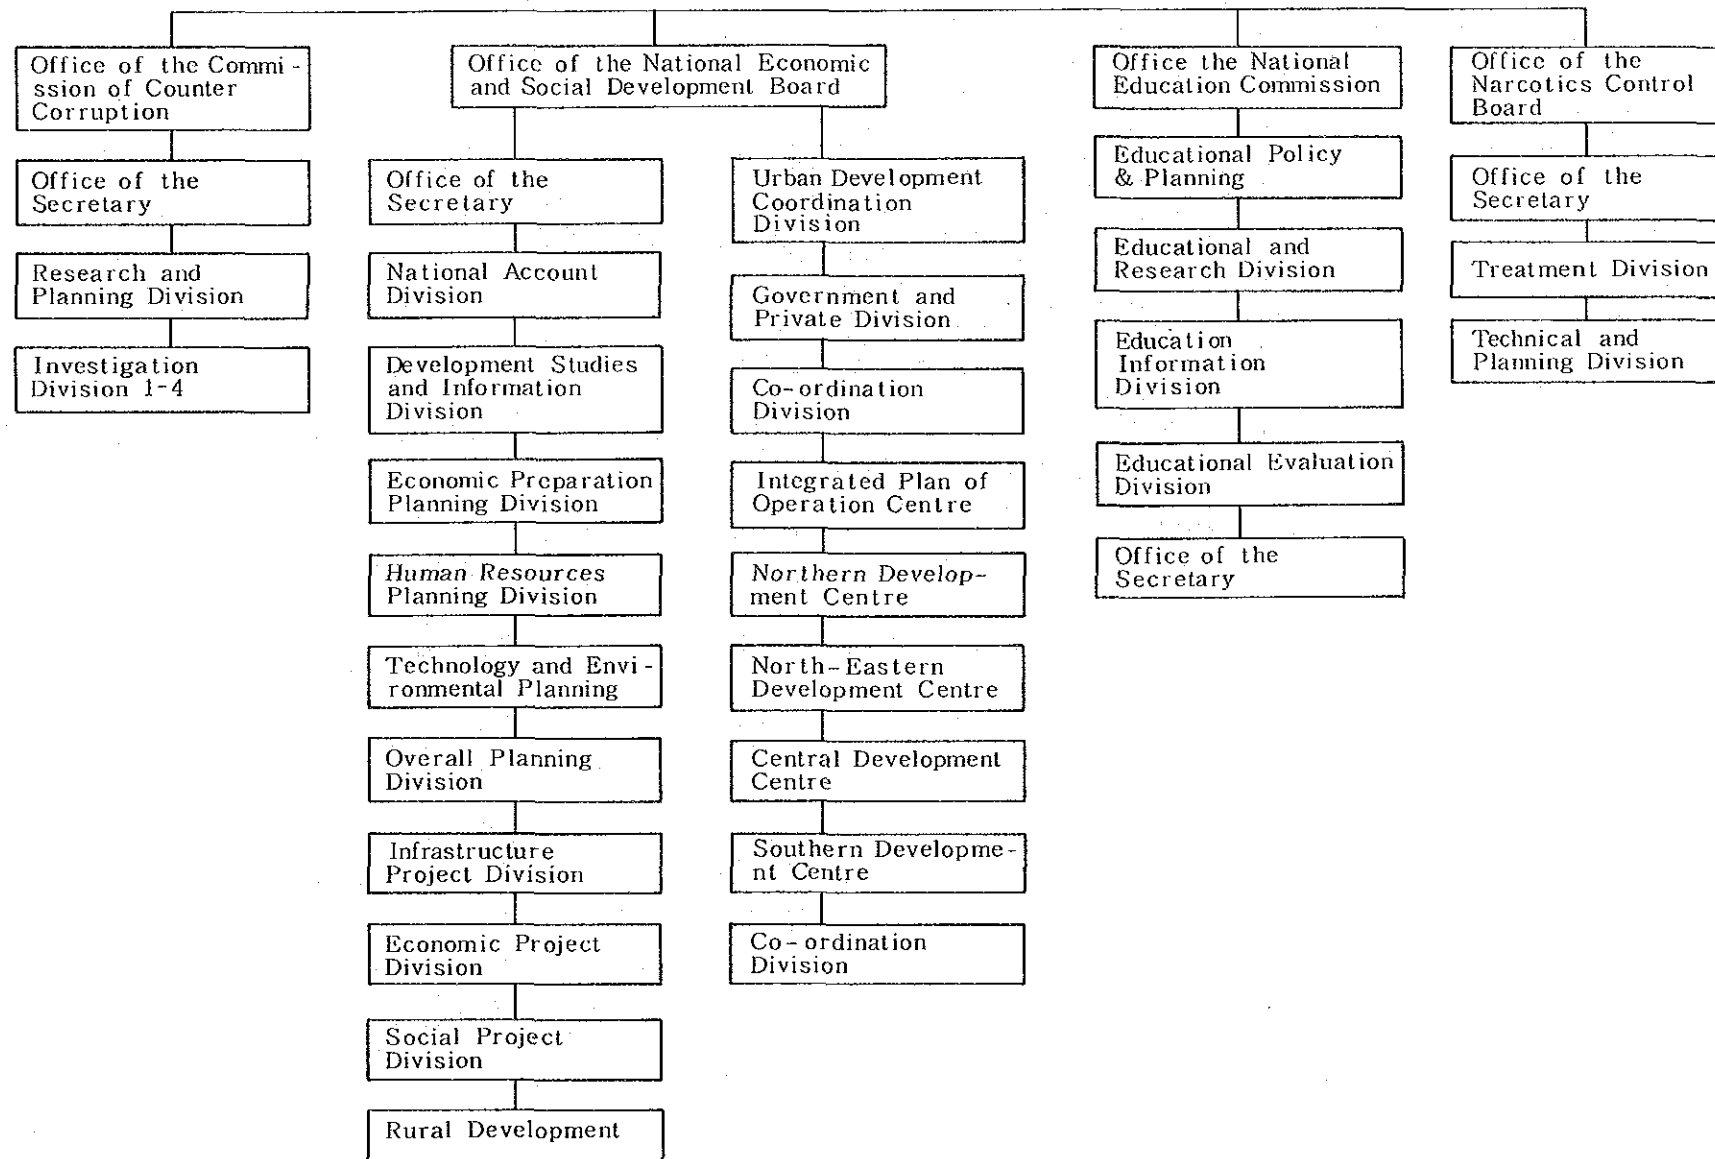 Office of the Commi-
ssion of Counter
Corruption
Office of the
Secretary
Research and
Planning Division
Investigation
Division 1-4
Office of the National Economic
and Social Development Board
Office of the
Secretary
National Account
Division
Development Studies
and Information
Division
Economic Preparation
Planning Division
Human Resources
Planning Division
Technology and Envi-
ronmental Planning
Overall Planning
Division
Infrastructure
Project Division
Economic Project
Division
Social Project
Division
Rural Development
Urban Development
Coordination
Division
Government and
Private Division
Co-ordination
Division
Integrated Plan of
Operation Centre
Northern Develop-
ment Centre
North-Eastern
Development Centre
Central Development
Centre
Southern Developme-
nt Centre
Co-ordination
Division
Office the National
Education Commission
Educational Policy
& Planning
Educational and
Research Division
Education
Information
Division
Educational Evaluation
Division
Office of the
Secretary
Office of the
Narcotics Control
Board
Office of the
Secretary
Treatment Division
Technical and
Planning Division